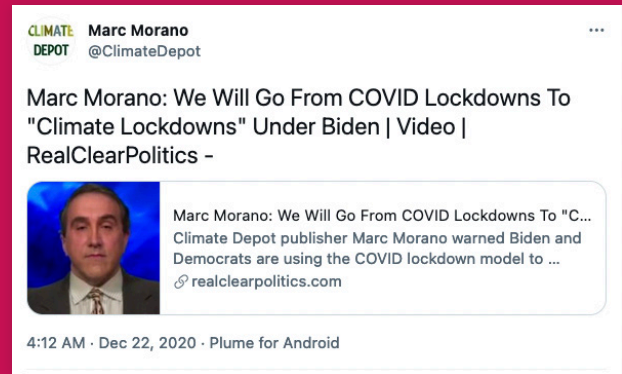 CLIMATE
DEPOT
Marc Morano
@ClimateDepot
Marc Morano: We Will Go From COVID Lockdowns To
"Climate Lockdowns" Under Biden | Video |
RealClearPolitics -
Marc Morano: We Will Go From COVID Lockdowns To "C...
Climate Depot publisher Marc Morano warned Biden and
Democrats are using the COVID lockdown model to ...
realclearpolitics.com
4:12 AM · Dec 22, 2020 · Plume for Android